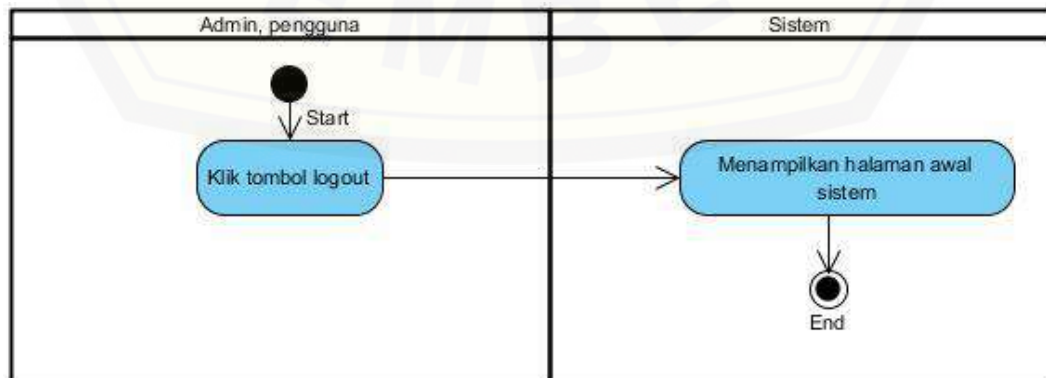 Admin, pengguna
Sistem
Start
Klik tombol logout
Menampilkan halaman awal
sistem
End